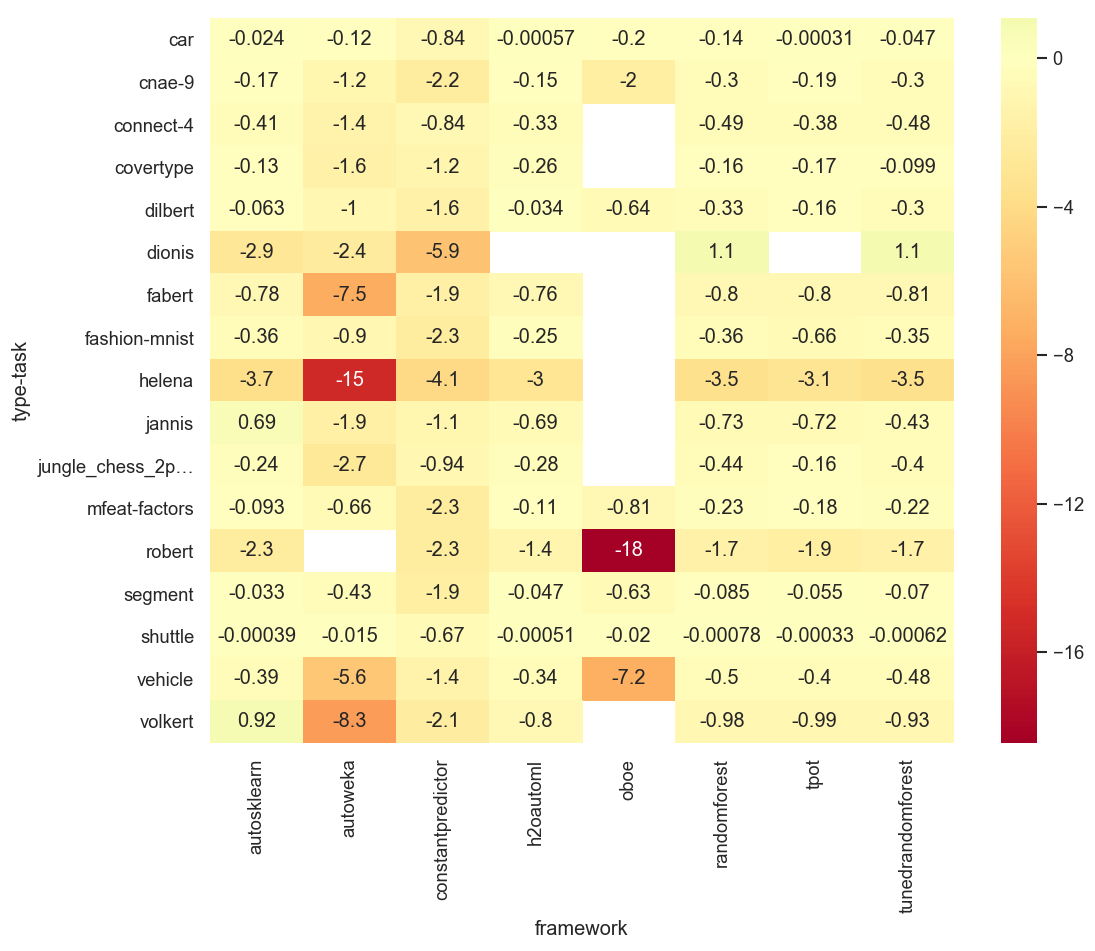 car -0.024 -0.12 -0.84 -0.00057 -0.2 -0.14 -0.00031 -0.047
cnae-9 -0.17 -1.2 -2.2 -0.15 -2 -0.3 -0.19 -0.3
connect-4 -0.41 -1.4 -0.84 -0.33 -0.49 -0.38 -0.48
covertype -0.13 -1.6 -1.2 -0.26 -0.16 -0.17 -0.099
dilbert -0.063 -1 -1.6 -0.034 -0.64 -0.33 -0.16 -0.3
dionis -2.9 -2.4 -5.9 1.1 1.1
fabert -0.78 -7.5 -1.9 -0.76 -0.8 -0.8 -0.81
fashion-mnist -0.36 -0.9 -2.3 -0.25 -0.36 -0.66 -0.35
helena -3.7 -15 -4.1 -3 -3.5 -3.1 -3.5
jannis 0.69 -1.9 -1.1 -0.69 -0.73 -0.72 -0.43
jungle_chess_2p… -0.24 -2.7 -0.94 -0.28 -0.44 -0.16 -0.4
mfeat-factors -0.093 -0.66 -2.3 -0.11 -0.81 -0.23 -0.18 -0.22
robert -2.3 -2.3 -1.4 -18 -1.7 -1.9 -1.7
segment -0.033 -0.43 -1.9 -0.047 -0.63 -0.085 -0.055 -0.07
shuttle -0.00039 -0.015 -0.67 -0.00051 -0.02 -0.00078 -0.00033 -0.00062
vehicle -0.39 -5.6 -1.4 -0.34 -7.2 -0.5 -0.4 -0.48
volkert 0.92 -8.3 -2.1 -0.8 -0.98 -0.99 -0.93
type-task
autosklearn
autoweka
constantpredictor
h2oautoml
oboe
randomforest
tpot
tunedrandomforest
framework
0
−4
−8
−12
−16